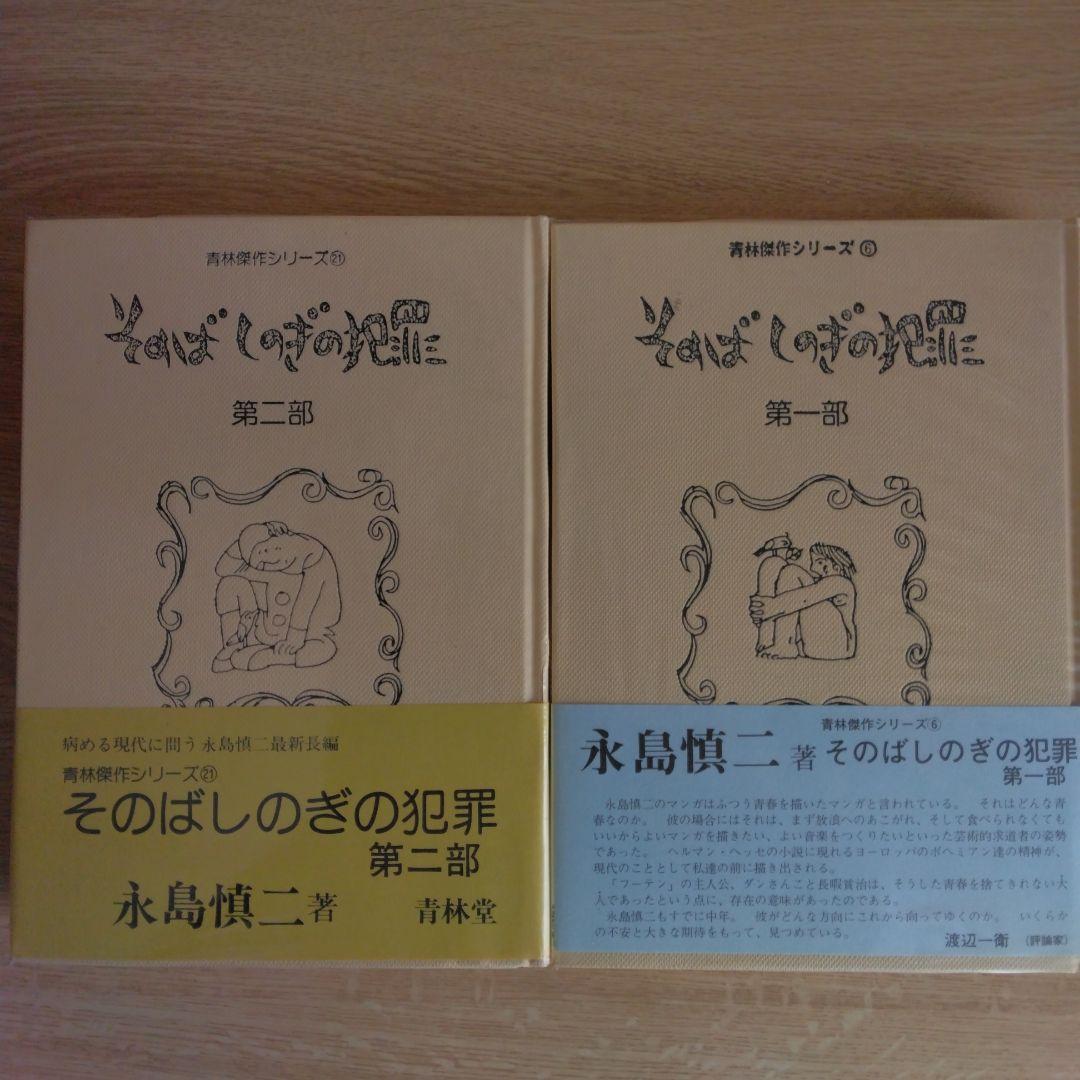 青林傑作シリーズ㉑
そのばしのぎの犯罪
第二部
病める現代に問う永島慎二最新長編
青林傑作シリーズ㉑
そのばしのぎの犯罪
第二部
永島慎二著 青林堂
青林傑作シリーズ⑥
そのばしのぎの犯罪
第一部
青林傑作シリーズ⑥
永島慎二著 そのばしのぎの犯罪
第一部
永島慎二のマンガはふつう青春を描いたマンガと言われている。 それはどんな青
春なのか。 彼の場合にはそれは、まず放浪へのあこがれ、そして食べられなくても
いいからよいマンガを描きたい、よい音楽をつくりたいといった芸術的求道者の姿勢
であった。 ヘルマン・ヘッセの小説に現れるヨーロッパのボヘミアン達の精神が、
現代のこととして私達の前に描き出される。
「フーテン」の主人公、ダンさんこと長暇貧治は、そうした青春を捨てきれない大
人であったという点に、存在の意味があったのである。
永島慎二もすでに中年。 彼がどんな方向にこれから向ってゆくのか。 いくらか
の不安と大きな期待をもって、見つめている。
渡辺一衛 (評論家)